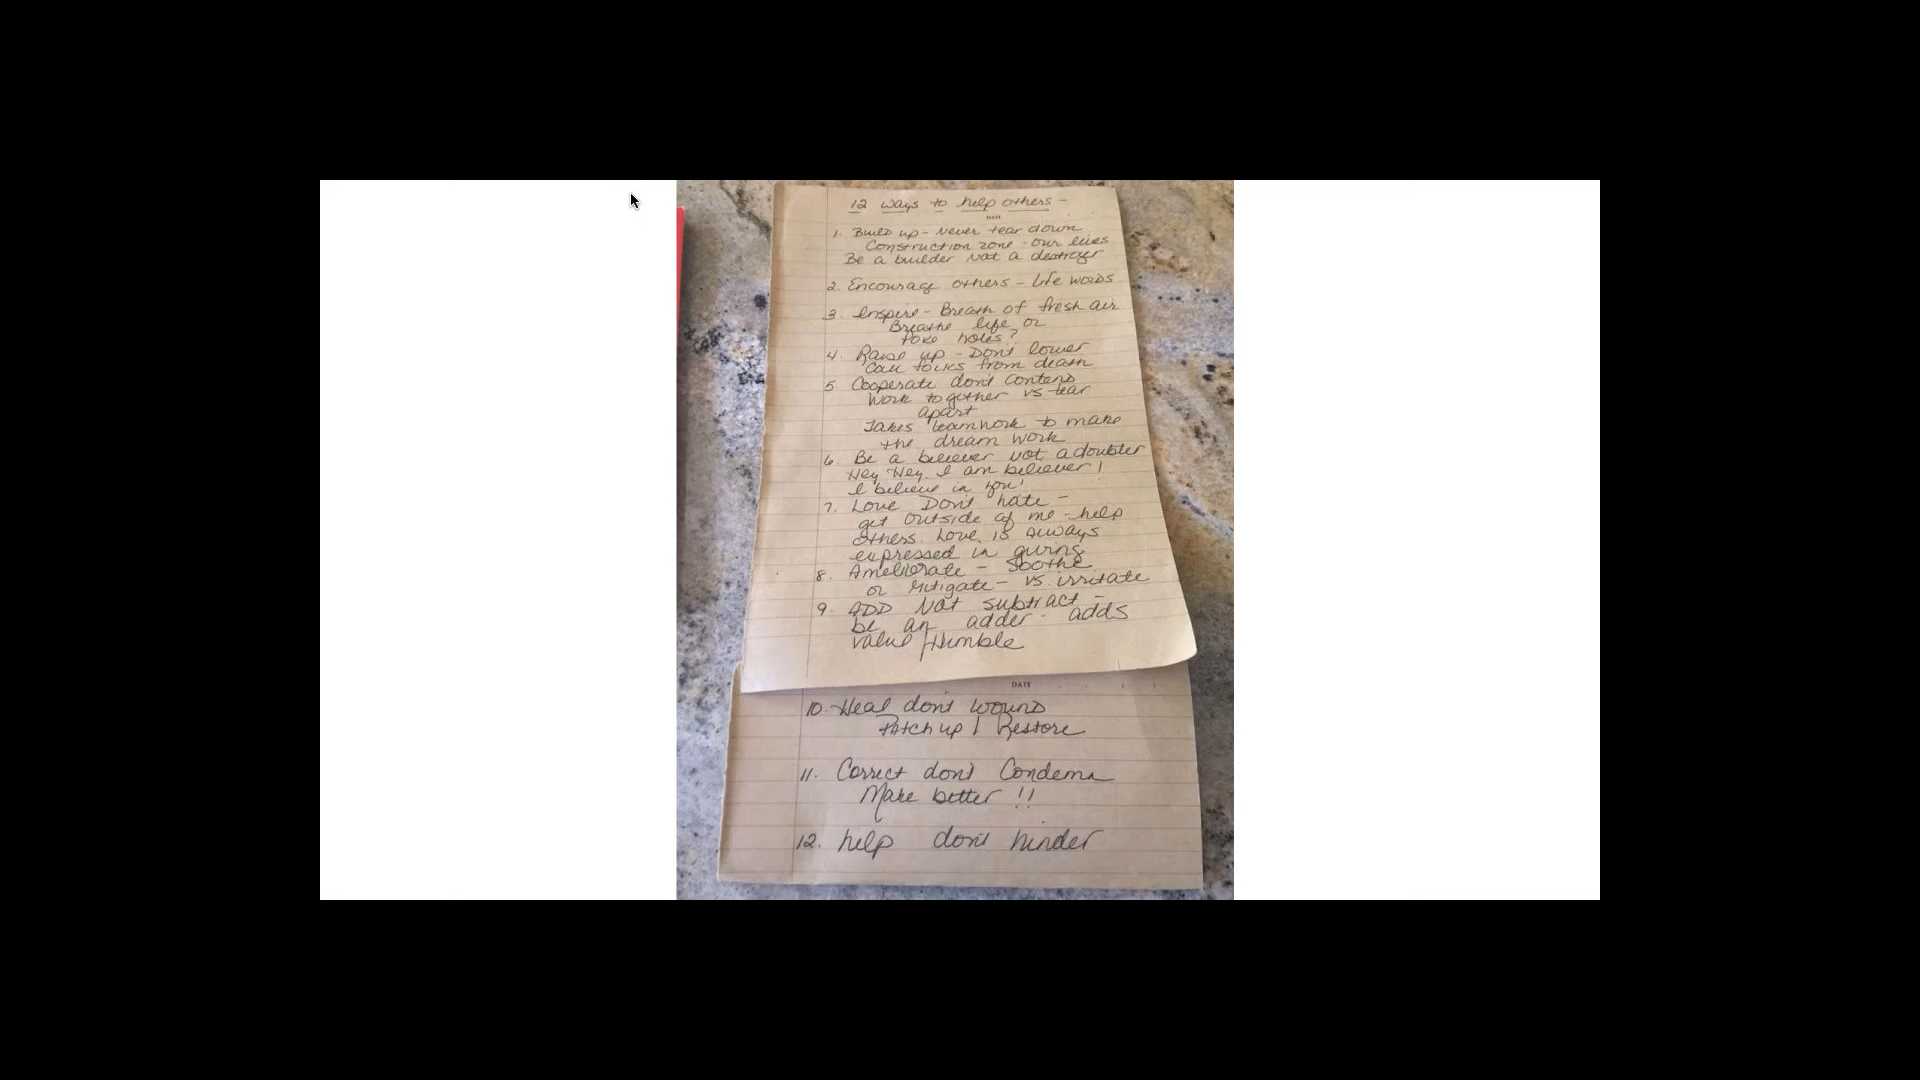 12 ways to help others -
DATE
1. Build up - Never tear down
Construction zone - our lives
Be a builder Not a destroyer
2. Encourage others - Life words
3. Inspire - Breath of fresh air
Breathe life or
Poke holes?
4. Raise up - Don't lower
Call folks from death
5 Cooperate don't contend
Work together vs tear
apart
Takes teamwork to make
the dream work
6. Be a believer Not a doubter
Hey, Hey, I am believer!
I believe in you!
7. Love Don't hate -
get outside of me - help
others. Love is always
expressed in giving
8. Ameliorate - Soothe
or Mitigate - vs irritate
9. ADD Not subtract -
be an adder - adds
value / Humble
DATE
10. Heal don't wound
Patch up / Restore
11. Correct don't Condemn
Make better !!
12. help don't hinder